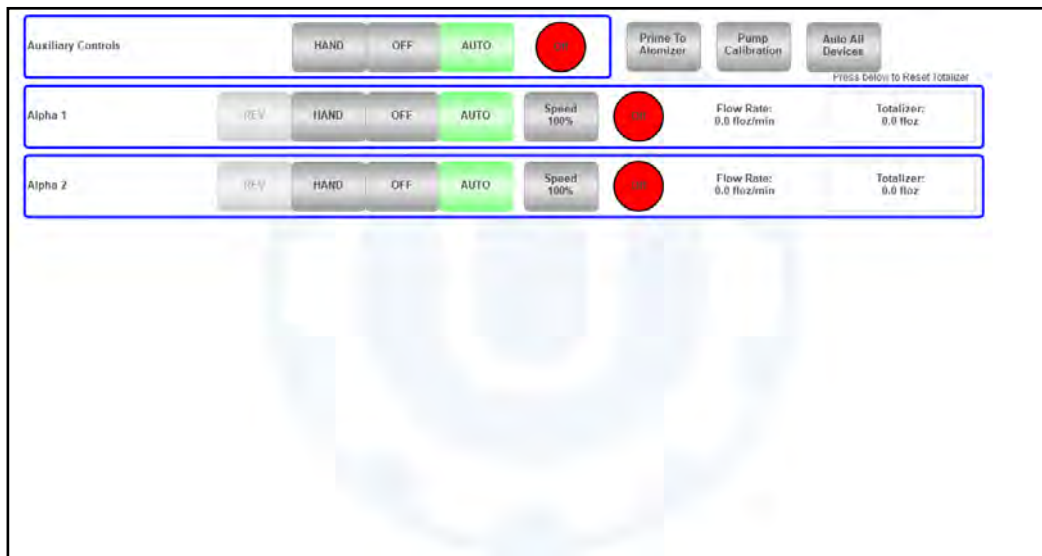 Auxiliary Controls HAND OFF AUTO
Prime To
Atomizer
Pump
Calibration
Auto All
Devices
Press below to Reset Totalizer
Alpha 1 REV HAND OFF AUTO
Speed
100%
Flow Rate:
0.0 floz/min
Totalizer:
0.0 floz
Alpha 2 REV HAND OFF AUTO
Speed
100%
Flow Rate:
0.0 floz/min
Totalizer:
0.0 floz